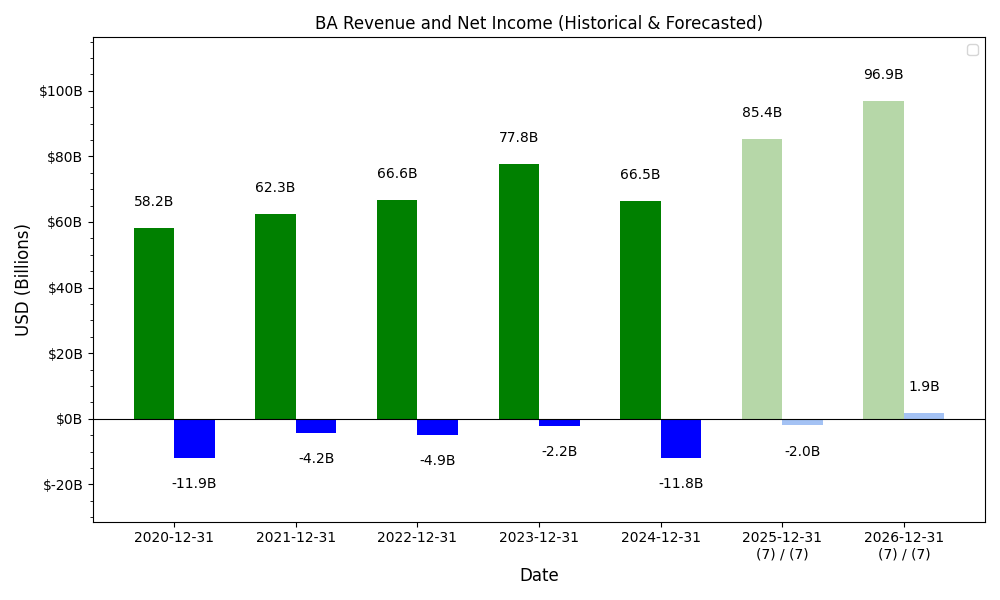 BA Revenue and Net Income (Historical & Forecasted)
USD (Billions)
$100B
$80B
$60B
$40B
$20B
$0B
$-20B
58.2B
62.3B
66.6B
77.8B
66.5B
85.4B
96.9B
-11.9B
-4.2B
-4.9B
-2.2B
-11.8B
-2.0B
1.9B
2020-12-31
2021-12-31
2022-12-31
2023-12-31
2024-12-31
2025-12-31
(7) / (7)
2026-12-31
(7) / (7)
Date